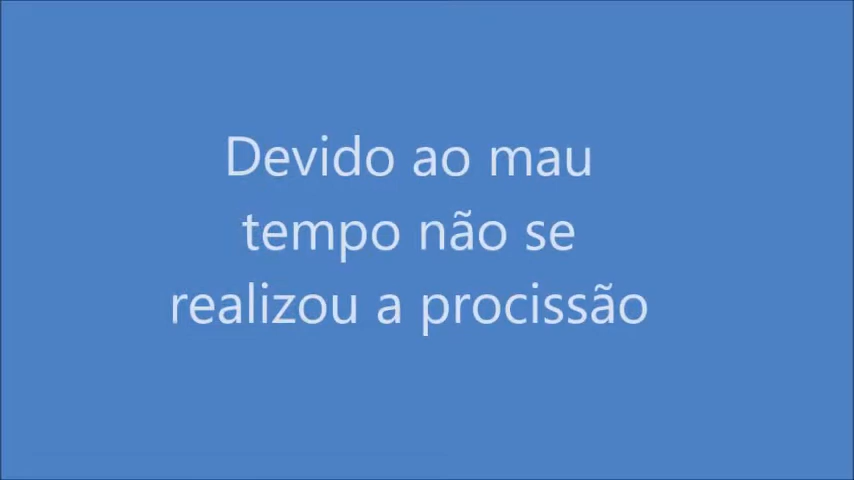 Devido ao mau
tempo não se
realizou a procissão